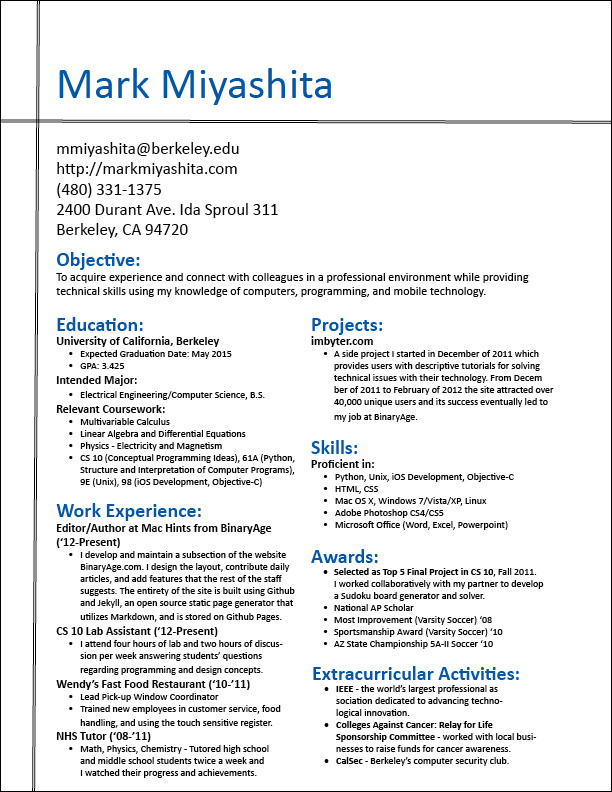 Mark Miyashita
mmiyashita@berkeley.edu
http://markmiyashita.com
(480) 331-1375
2400 Durant Ave. Ida Sproul 311
Berkeley, CA 94720
Objective:
To acquire experience and connect with colleagues in a professional environment while providing
technical skills using my knowledge of computers, programming, and mobile technology.
Education:
University of California, Berkeley
• Expected Graduation Date: May 2015
• GPA: 3.425
Intended Major:
• Electrical Engineering/Computer Science, B.S.
Relevant Coursework:
• Multivariable Calculus
• Linear Algebra and Differential Equations
• Physics - Electricity and Magnetism
• CS 10 (Conceptual Programming Ideas), 61A (Python,
Structure and Interpretation of Computer Programs),
9E (Unix), 98 (iOS Development, Objective-C)
Work Experience:
Editor/Author at Mac Hints from BinaryAge
(‘12-Present)
• I develop and maintain a subsection of the website
BinaryAge.com. I design the layout, contribute daily
articles, and add features that the rest of the staff
suggests. The entirety of the site is built using Github
and Jekyll, an open source static page generator that
utilizes Markdown, and is stored on Github Pages.
CS 10 Lab Assistant (‘12-Present)
• I attend four hours of lab and two hours of discus-
sion per week answering students’ questions
regarding programming and design concepts.
Wendy’s Fast Food Restaurant (‘10-’11)
• Lead Pick-up Window Coordinator
• Trained new employees in customer service, food
handling, and using the touch sensitive register.
NHS Tutor (‘08-’11)
• Math, Physics, Chemistry - Tutored high school
and middle school students twice a week and
I watched their progress and achievements.
Projects:
imbyter.com
• A side project I started in December of 2011 which
provides users with descriptive tutorials for solving
technical issues with their technology. From Decem
ber of 2011 to February of 2012 the site attracted over
40,000 unique users and its success eventually led to
my job at BinaryAge.
Skills:
Proficient in:
• Python, Unix, iOS Development, Objective-C
• HTML, CSS
• Mac OS X, Windows 7/Vista/XP, Linux
• Adobe Photoshop CS4/CS5
• Microsoft Office (Word, Excel, Powerpoint)
Awards:
• Selected as Top 5 Final Project in CS 10, Fall 2011.
I worked collaboratively with my partner to develop
a Sudoku board generator and solver.
• National AP Scholar
• Most Improvement (Varsity Soccer) ‘08
• Sportsmanship Award (Varsity Soccer) ‘10
• AZ State Championship 5A-II Soccer ‘10
Extracurricular Activities:
• IEEE - the world’s largest professional as
sociation dedicated to advancing techno-
logical innovation.
• Colleges Against Cancer: Relay for Life
Sponsorship Committee - worked with local busi-
nesses to raise funds for cancer awareness.
• CalSec - Berkeley’s computer security club.